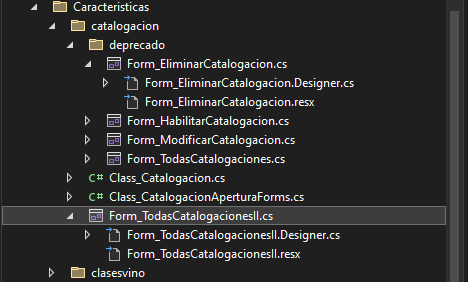 Caracteristicas
catalogacion
deprecado
Form_EliminarCatalogacion.cs
Form_EliminarCatalogacion.Designer.cs
Form_EliminarCatalogacion.resx
Form_HabilitarCatalogacion.cs
Form_ModificarCatalogacion.cs
Form_TodasCatalogaciones.cs
C# Class_Catalogacion.cs
C# Class_CatalogacionAperturaForms.cs
Form_TodasCatalogacionesII.cs
Form_TodasCatalogacionesII.Designer.cs
Form_TodasCatalogacionesII.resx
clasesvino